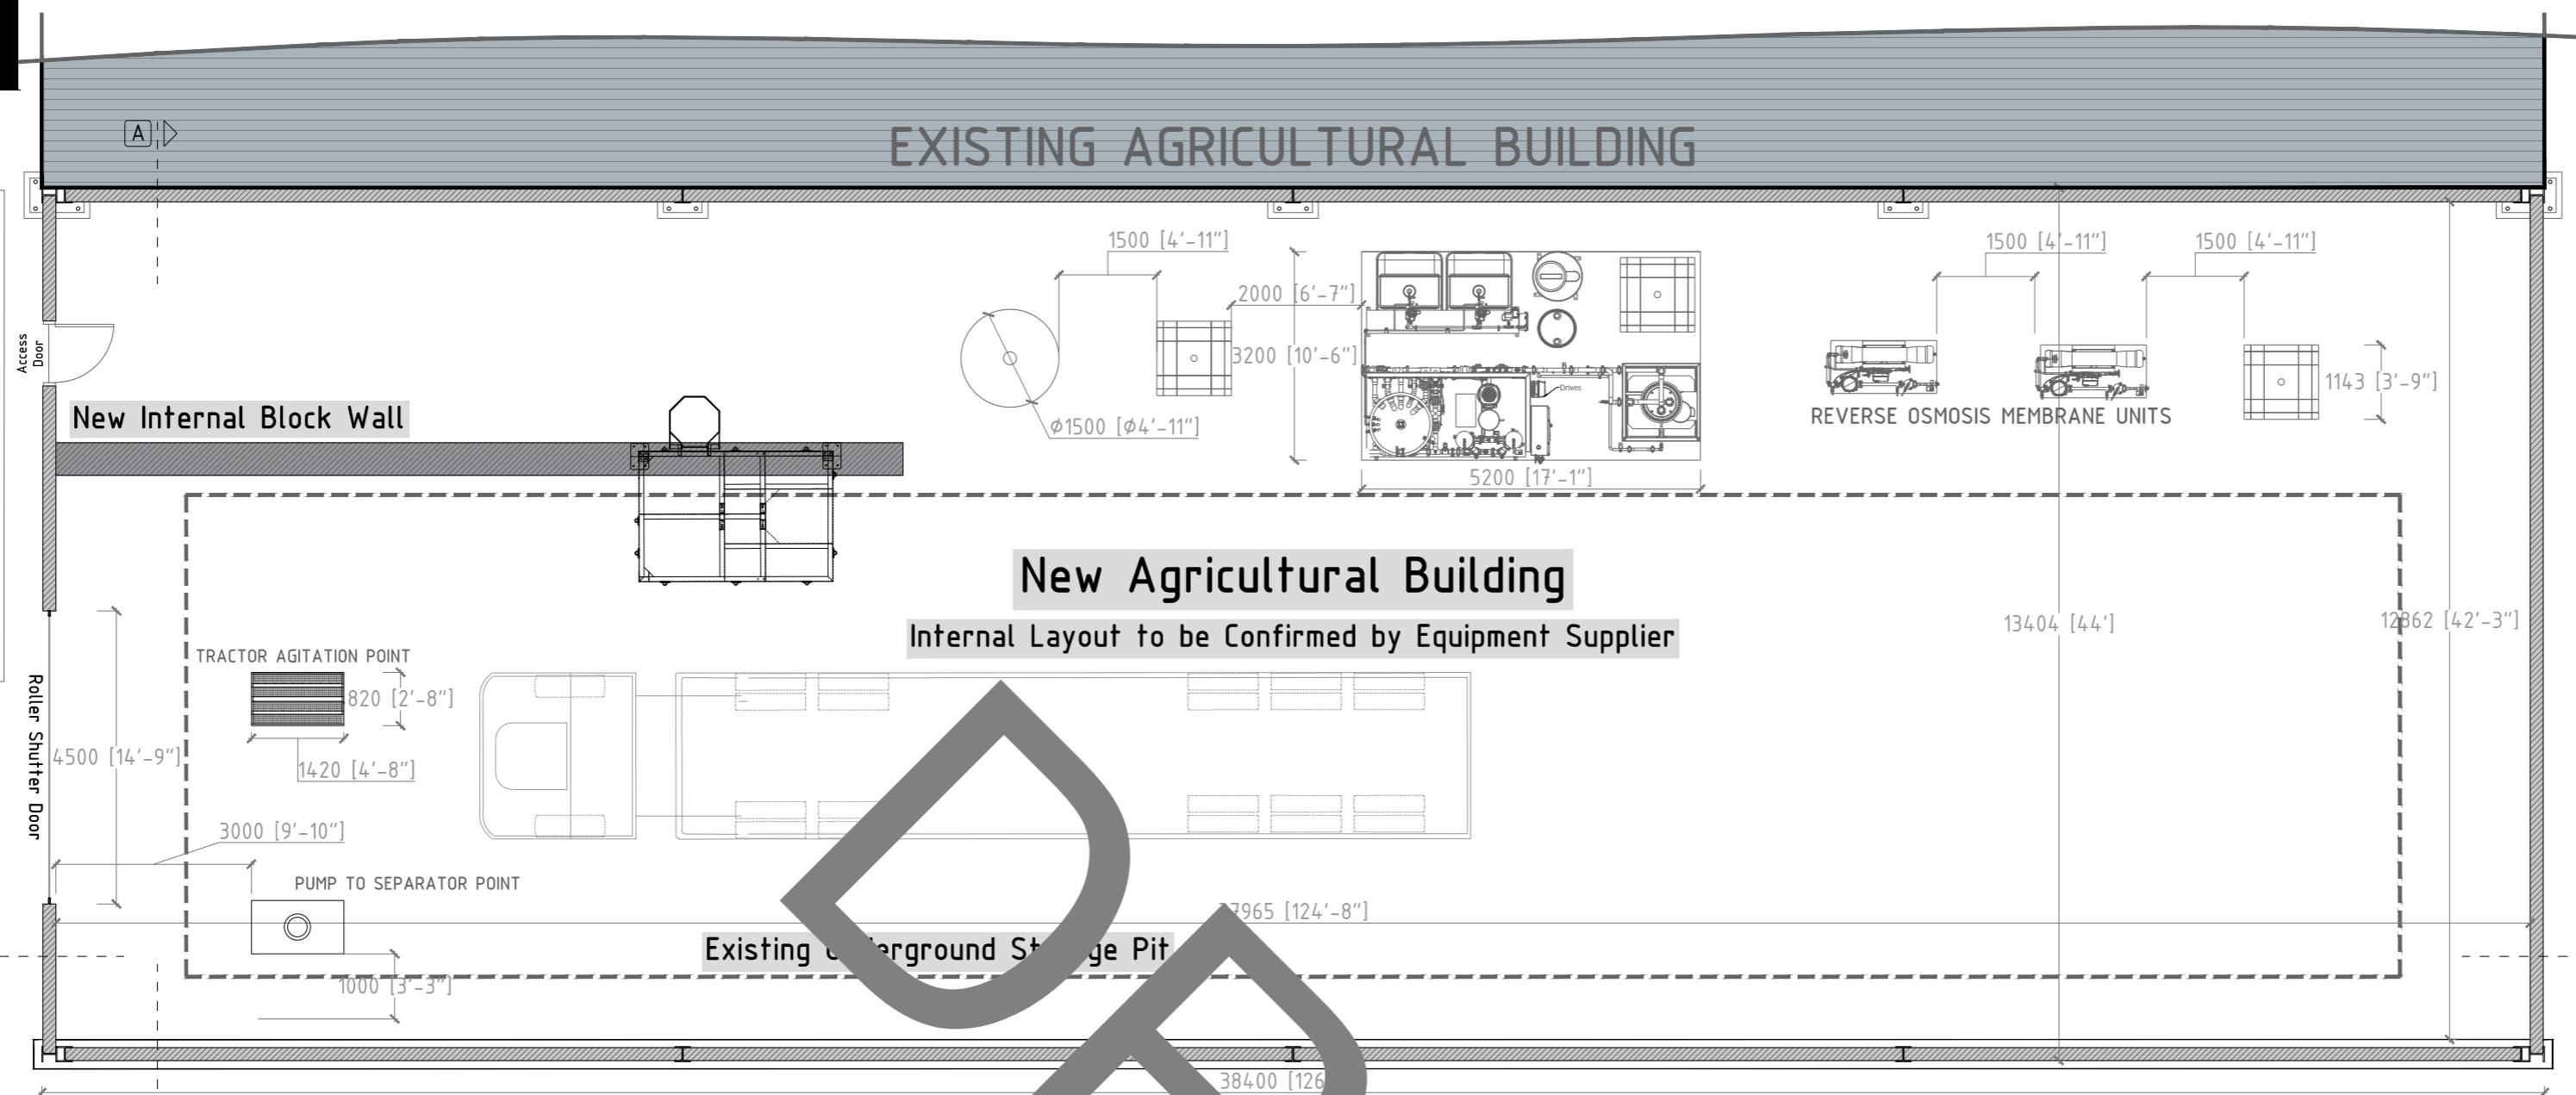 A
EXISTING AGRICULTURAL BUILDING
1500 [4'-11"]
1500 [4'-11"]
1500 [4'-11"]
2000 [6'-7"]
3200 [10'-6"]
Access
Door
Drives
1143 [3'-9"]
New Internal Block Wall
Ø1500 [Ø4'-11"]
REVERSE OSMOSIS MEMBRANE UNITS
5200 [17'-1"]
New Agricultural Building
Internal Layout to be Confirmed by Equipment Supplier
13404 [44']
12862 [42'-3"]
TRACTOR AGITATION POINT
820 [2'-8"]
Roller Shutter Door
4500 [14'-9"]
1420 [4'-8"]
3000 [9'-10"]
PUMP TO SEPARATOR POINT
7965 [124'-8"]
Existing Pit
1000 [3'-3"]
38400 [126
D